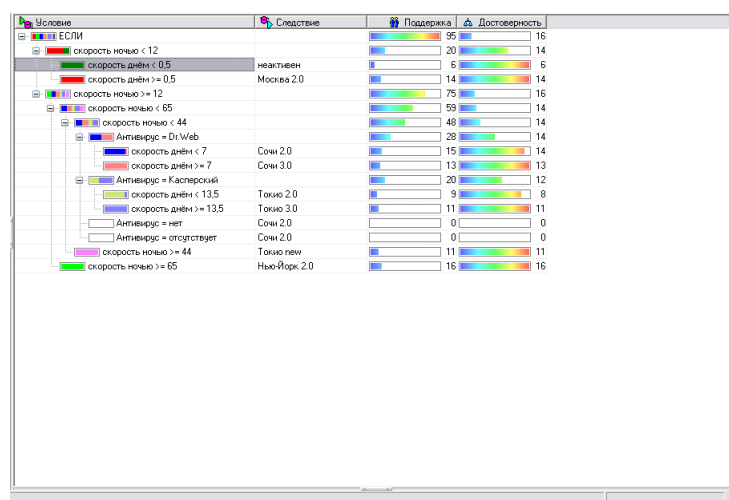 Условие Следствие Поддержка Достоверность
ЕСЛИ 95 16
скорость ночью < 12 20 14
скорость днём < 0,5 неактивен 6 6
скорость днём >= 0,5 Москва 2.0 14 14
скорость ночью >= 12 75 16
скорость ночью < 65 59 14
скорость ночью < 44 48 14
Антивирус = Dr.Web 28 14
скорость днём < 7 Сочи 2.0 15 14
скорость днём >= 7 Сочи 3.0 13 13
Антивирус = Касперский 20 12
скорость днём < 13,5 Токио 2.0 9 8
скорость днём >= 13,5 Токио 3.0 11 11
Антивирус = нет Сочи 2.0 0 0
Антивирус = отсутствует Сочи 2.0 0 0
скорость ночью >= 44 Токио new 11 11
скорость ночью >= 65 Нью-Йорк 2.0 16 16